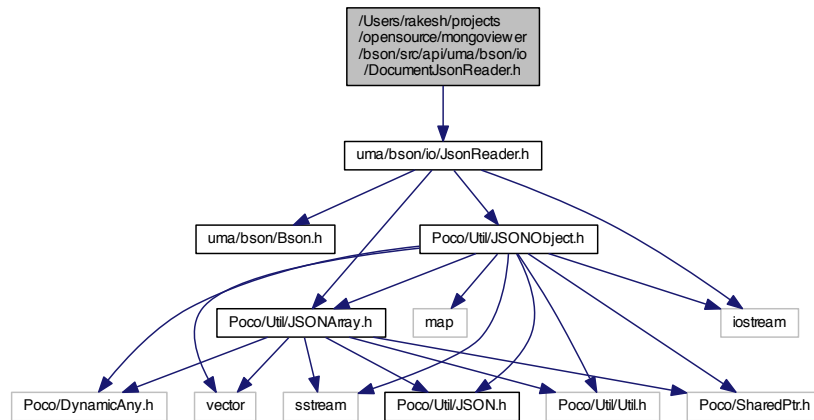 /Users/rakesh/projects
/opensource/mongoviewer
/bson/src/api/uma/bson/io
/DocumentJsonReader.h
uma/bson/io/JsonReader.h
uma/bson/Bson.h
Poco/Util/JSONObject.h
Poco/Util/JSONArray.h
map
iostream
Poco/DynamicAny.h
vector
sstream
Poco/Util/JSON.h
Poco/Util/Util.h
Poco/SharedPtr.h